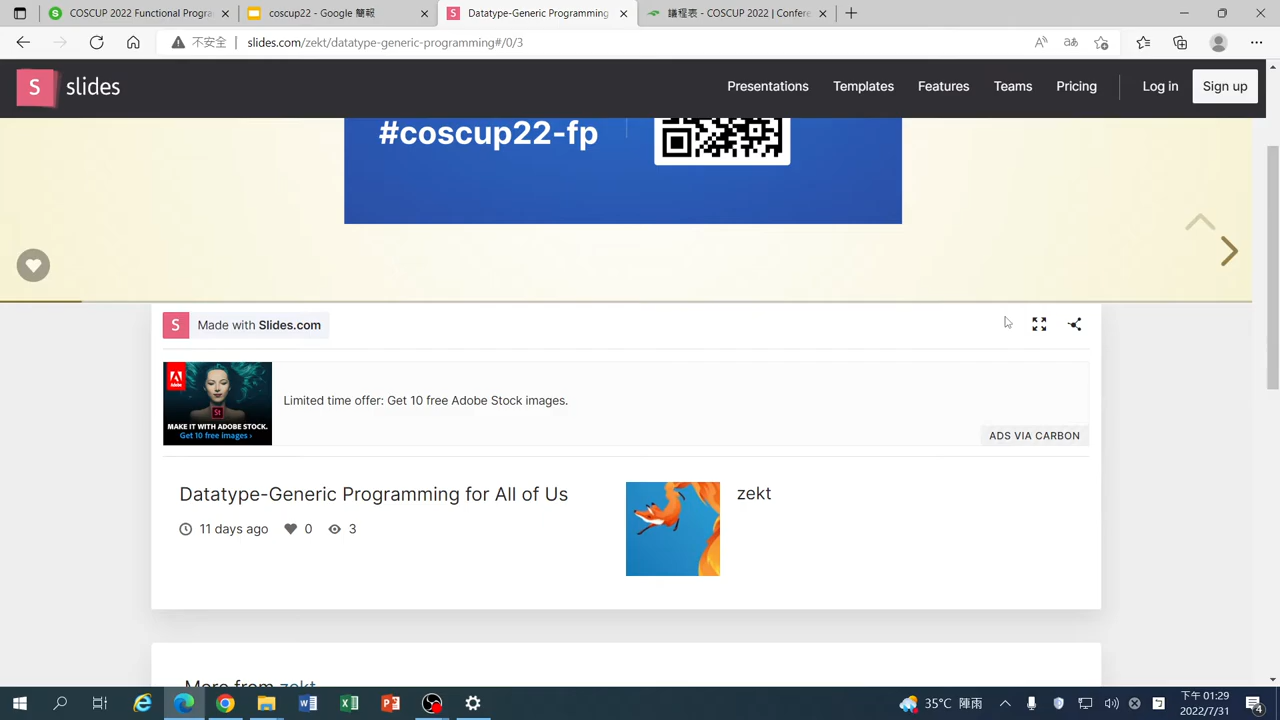 COSCUP 2022 Functional Progra
coscup22 - Google 簡報
Datatype-Generic Programming
議程表 - COSCUP 2022 | Confere
不安全
slides.com/zekt/datatype-generic-programming#/0/3
S slides
Presentations
Templates
Features
Teams
Pricing
Log in
Sign up
#coscup22-fp
S
Made with Slides.com
MAKE IT WITH ADOBE STOCK.
Get 10 free images ›
Limited time offer: Get 10 free Adobe Stock images.
ADS VIA CARBON
Datatype-Generic Programming for All of Us
zekt
11 days ago
0
3
More from zekt
35°C 陣雨
下午 01:29
2022/7/31
4